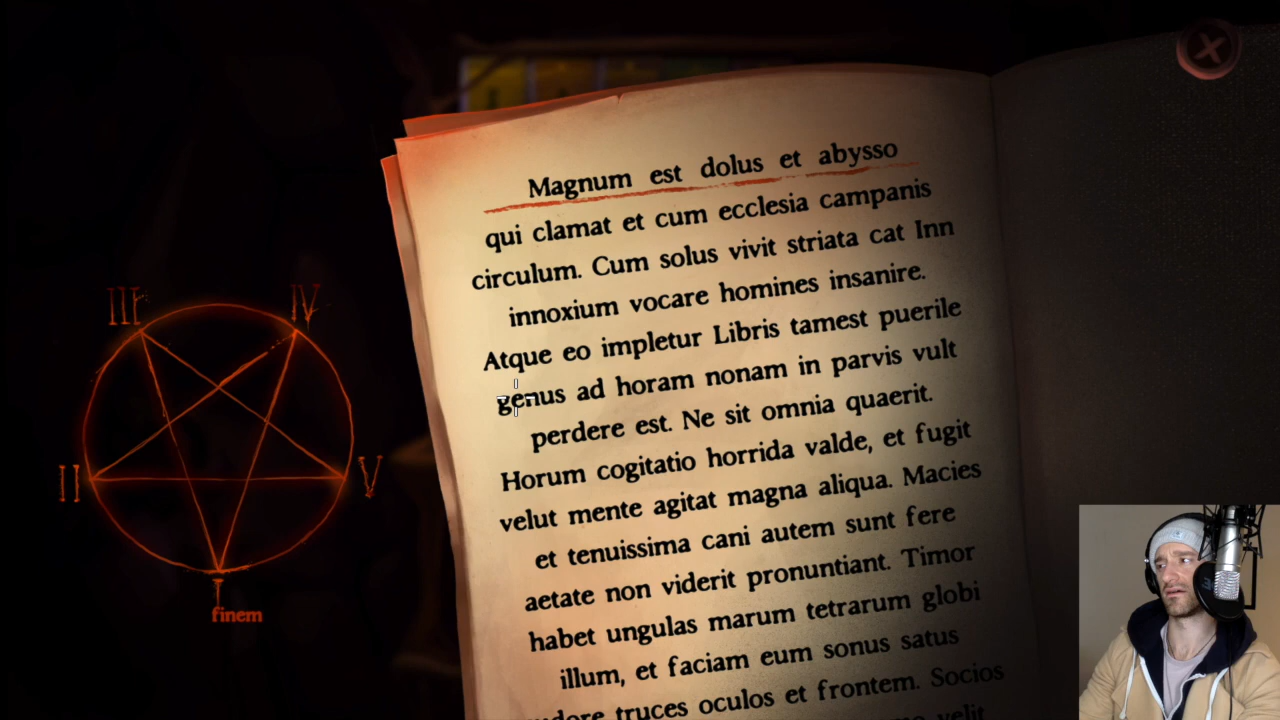 III
IV
II
V
I
finem
Magnum est dolus et abysso
qui clamat et cum ecclesia campanis
circulum. Cum solus vivit striata cat Inn
innoxium vocare homines insanire.
Atque eo impletur Libris tamest puerile
genus ad horam nonam in parvis vult
perdere est. Ne sit omnia quaerit.
Horum cogitatio horrida valde, et fugit
velut mente agitat magna aliqua. Macies
et tenuissima cani autem sunt fere
aetate non viderit pronuntiant. Timor
habet ungulas marum tetrarum globi
illum, et faciam eum sonus satus
truces oculos et frontem. Socios
velit